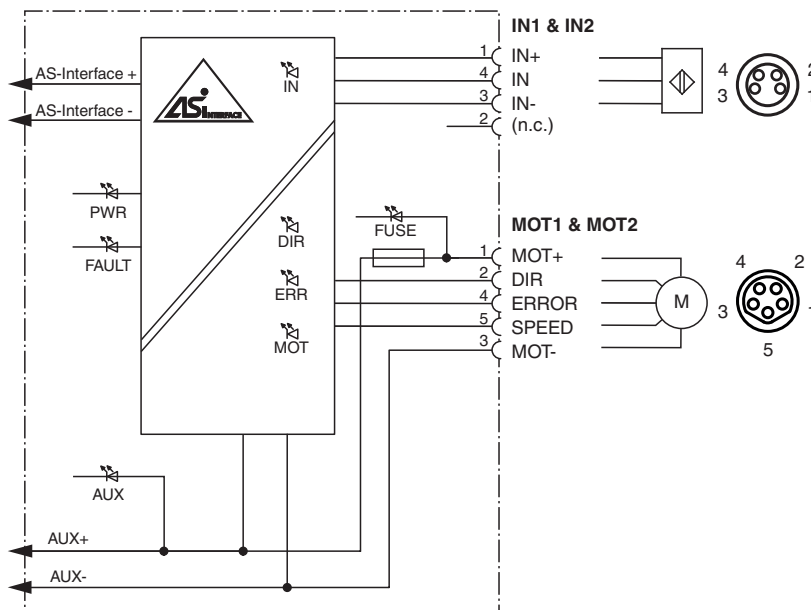 IN1 & IN2
1 IN+
4 IN
3 IN-
2 (n.c.)
4 2
3 1
AS-Interface +
AS-Interface -
ASi INTERFACE
IN
PWR
FAULT
DIR
ERR
MOT
FUSE
MOT1 & MOT2
1 MOT+
2 DIR
4 ERROR
5 SPEED
3 MOT-
M
4 2
3 1
5
AUX
AUX+
AUX-